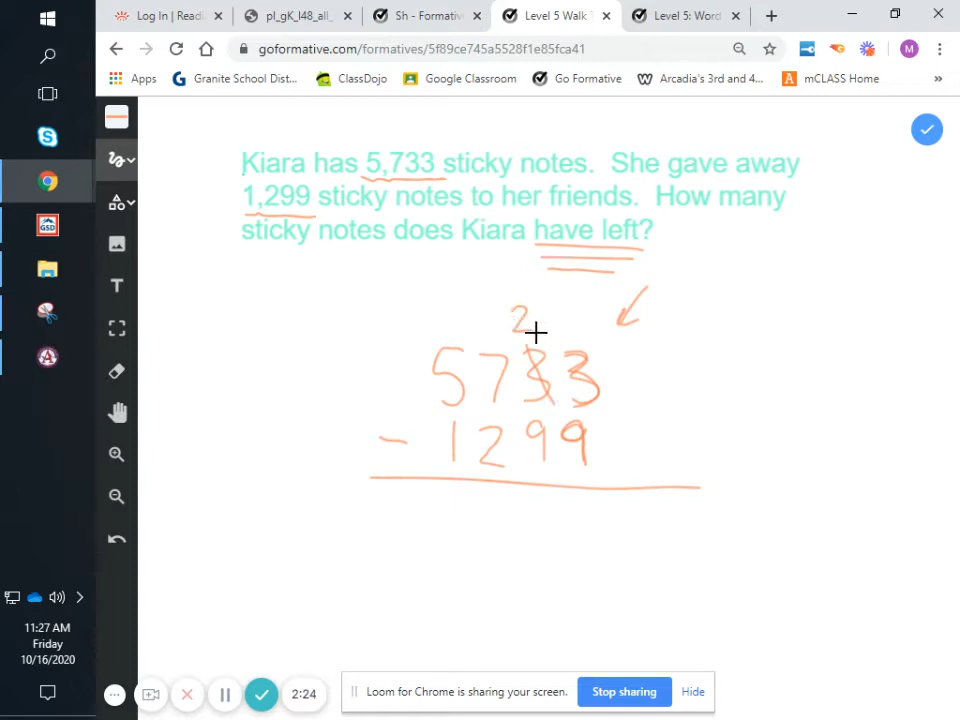 Log In | Readi
pl_gK_l48_all_
Sh - Formative
Level 5 Walk T
Level 5: Word
goformative.com/formatives/5f89ce745a5528f1e85fca41
M
Apps
Granite School Dist...
ClassDojo
Google Classroom
Go Formative
Arcadia's 3rd and 4...
mCLASS Home
»
Kiara has 5,733 sticky notes. She gave away
1,299 sticky notes to her friends. How many
sticky notes does Kiara have left?
2
5733
- 1299
GSD
T
11:27 AM
Friday
10/16/2020
2:24
Loom for Chrome is sharing your screen.
Stop sharing
Hide